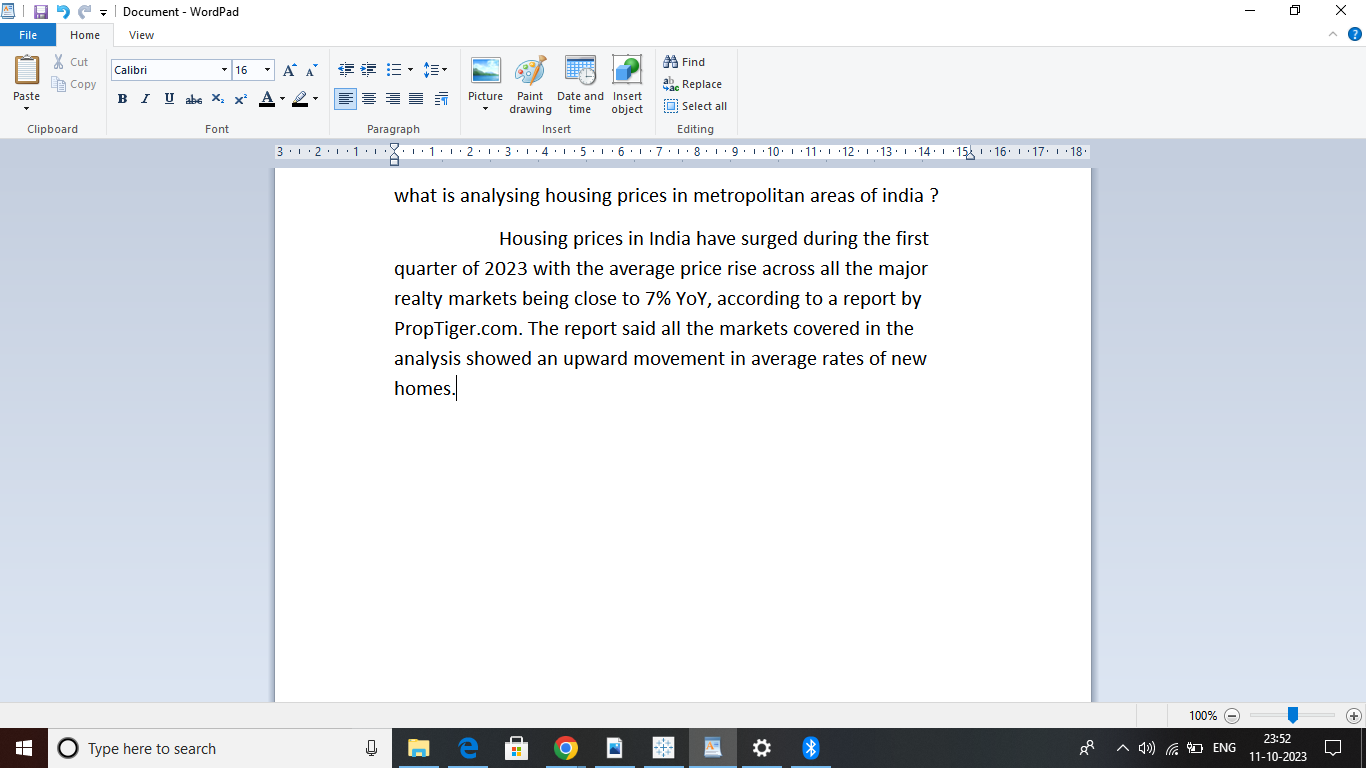 Document - WordPad
File Home View
Cut
Copy
Paste
Clipboard
Calibri 16
B I U abc X₂ X² A
Font
Paragraph
Picture
Paint drawing
Date and time
Insert object
Insert
Find
Replace
Select all
Editing
3 2 1 1 2 3 4 5 6 7 8 9 10 11 12 13 14 15 16 17 18
what is analysing housing prices in metropolitan areas of india ?
Housing prices in India have surged during the first
quarter of 2023 with the average price rise across all the major
realty markets being close to 7% YoY, according to a report by
PropTiger.com. The report said all the markets covered in the
analysis showed an upward movement in average rates of new
homes.
100%
Type here to search
ENG
23:52
11-10-2023